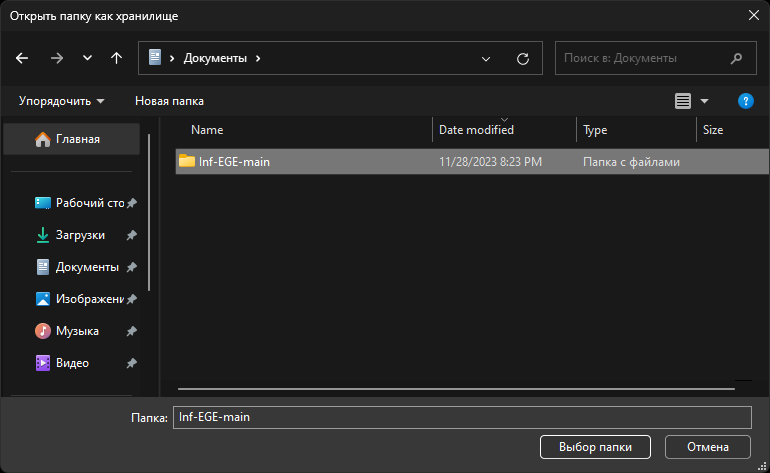 Открыть папку как хранилище
Документы
Поиск в: Документы
Упорядочить
Новая папка
?
Главная
Рабочий сто
Загрузки
Документы
Изображени
Музыка
Видео
Name
Date modified
Type
Size
Inf-EGE-main
11/28/2023 8:23 PM
Папка с файлами
Папка:
Inf-EGE-main
Выбор папки
Отмена